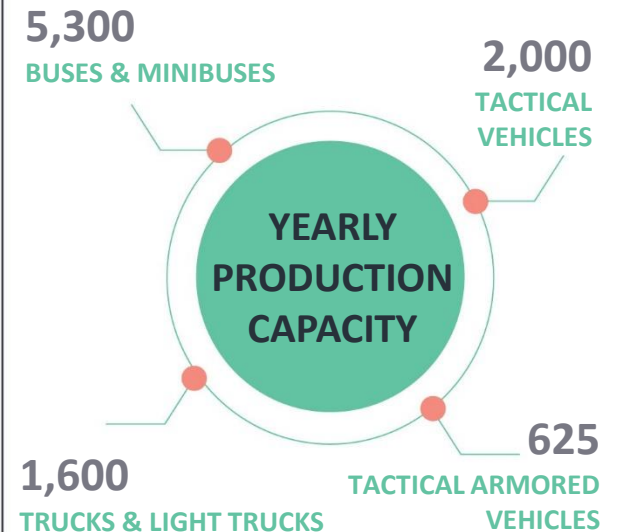 5,300
BUSES & MINIBUSES
2,000
TACTICAL
VEHICLES
YEARLY
PRODUCTION
CAPACITY
1,600
TRUCKS & LIGHT TRUCKS
625
TACTICAL ARMORED
VEHICLES